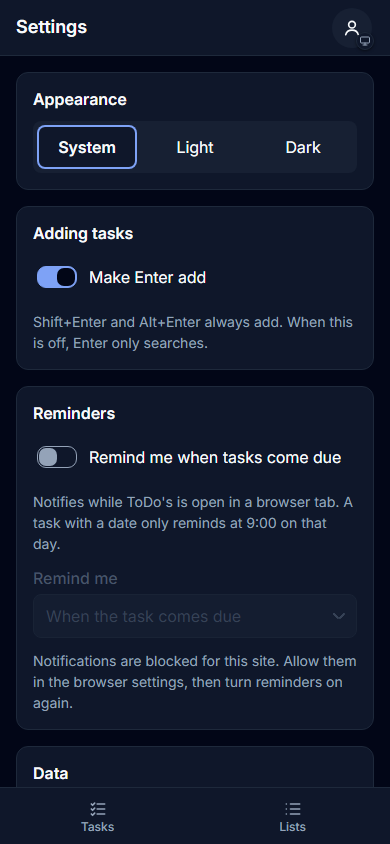 Settings
Appearance
System Light Dark
Adding tasks
Make Enter add
Shift+Enter and Alt+Enter always add. When this
is off, Enter only searches.
Reminders
Remind me when tasks come due
Notifies while ToDo's is open in a browser tab. A
task with a date only reminds at 9:00 on that
day.
Remind me
When the task comes due
Notifications are blocked for this site. Allow them
in the browser settings, then turn reminders on
again.
Data
Tasks Lists